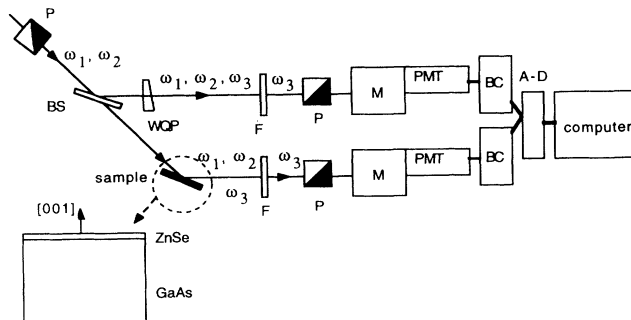 P
ω₁, ω₂
BS
WQP
ω₁, ω₂, ω₃
F
ω₃
P
M
PMT
BC
A-D
computer
sample
ω₁, ω₂
ω₃
F
ω₃
P
M
PMT
BC
[001]
ZnSe
GaAs